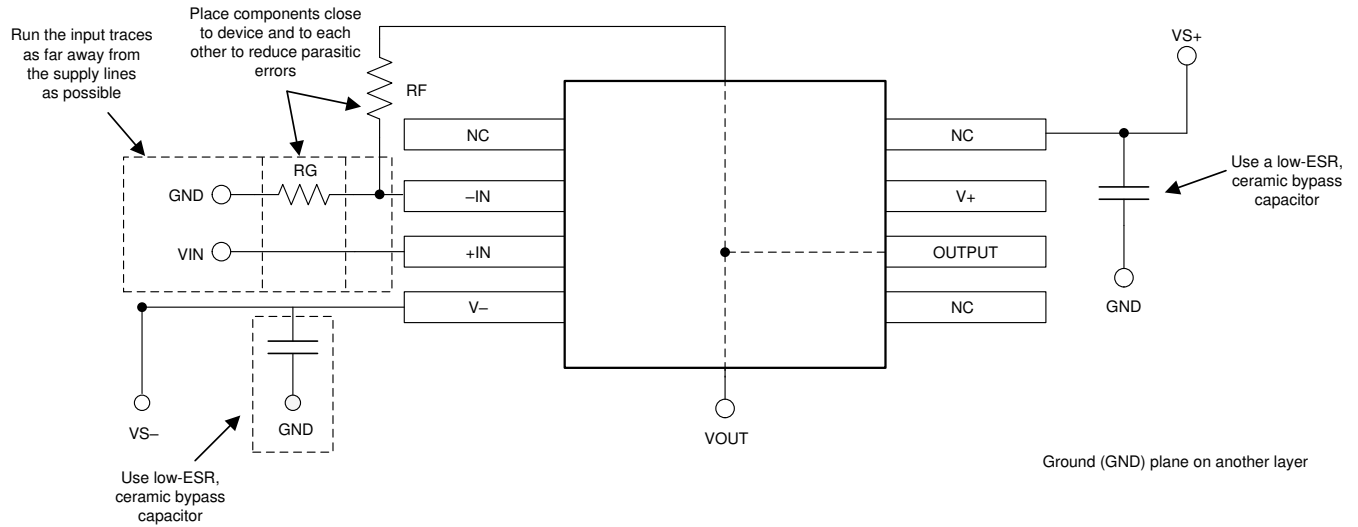 Run the input traces
as far away from
the supply lines
as possible
Place components close
to device and to each
other to reduce parasitic
errors
RF
VS+
NC
NC
RG
GND
–IN
V+
Use a low-ESR,
ceramic bypass
capacitor
VIN
+IN
OUTPUT
GND
V–
NC
VS–
GND
VOUT
Use low-ESR,
ceramic bypass
capacitor
Ground (GND) plane on another layer